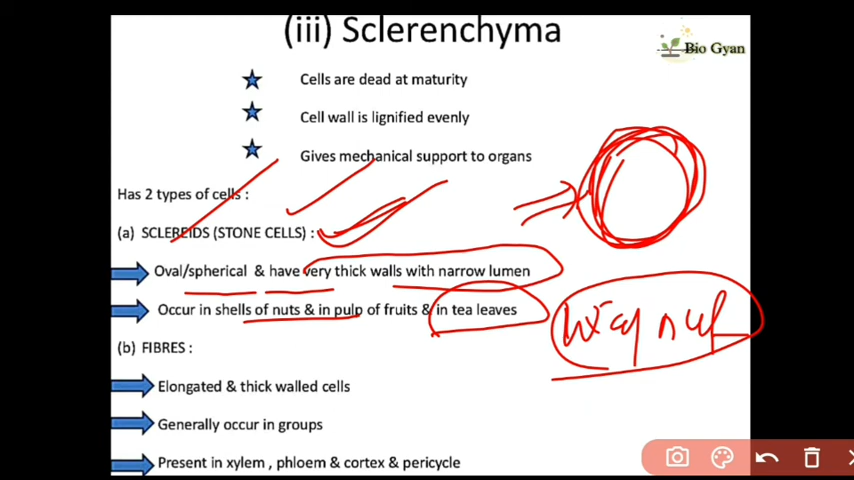 (iii) Sclerenchyma
Bio Gyan
Cells are dead at maturity
Cell wall is lignified evenly
Gives mechanical support to organs
Has 2 types of cells :
(a) SCLEREIDS (STONE CELLS) :
Oval/spherical & have very thick walls with narrow lumen
Occur in shells of nuts & in pulp of fruits & in tea leaves
(b) FIBRES :
Elongated & thick walled cells
Generally occur in groups
Present in xylem , phloem & cortex & pericycle